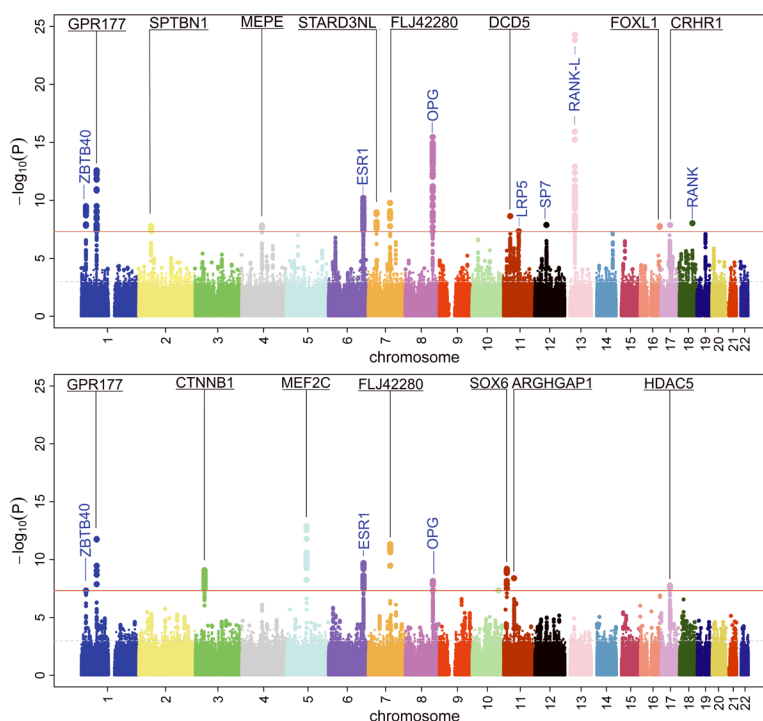 GPR177 SPTBN1 MEPE STARD3NL FLJ42280 DCD5 FOXL1 CRHR1
ZBTB40 ESR1 OPG LRP5 SP7 RANK-L RANK
−log10(P)
25
20
15
10
5
0
1 2 3 4 5 6 7 8 9 10 11 12 13 14 15 16 17 18 19 20 21 22
chromosome
GPR177 CTNNB1 MEF2C FLJ42280 SOX6 ARGHGAP1 HDAC5
ZBTB40 ESR1 OPG
−log10(P)
25
20
15
10
5
0
1 2 3 4 5 6 7 8 9 10 11 12 13 14 15 16 17 18 19 20 21 22
chromosome